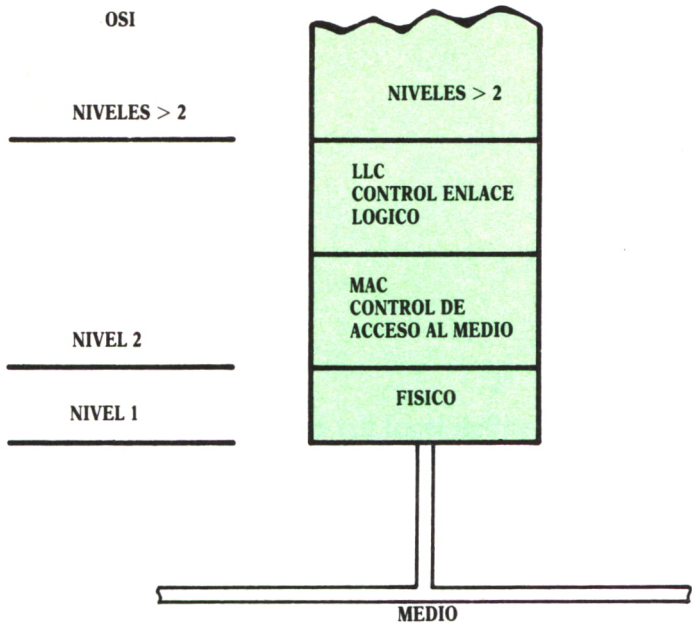 OSI
NIVELES > 2
NIVELES > 2
LLC
CONTROL ENLACE
LOGICO
MAC
CONTROL DE
ACCESO AL MEDIO
NIVEL 2
FISICO
NIVEL 1
MEDIO